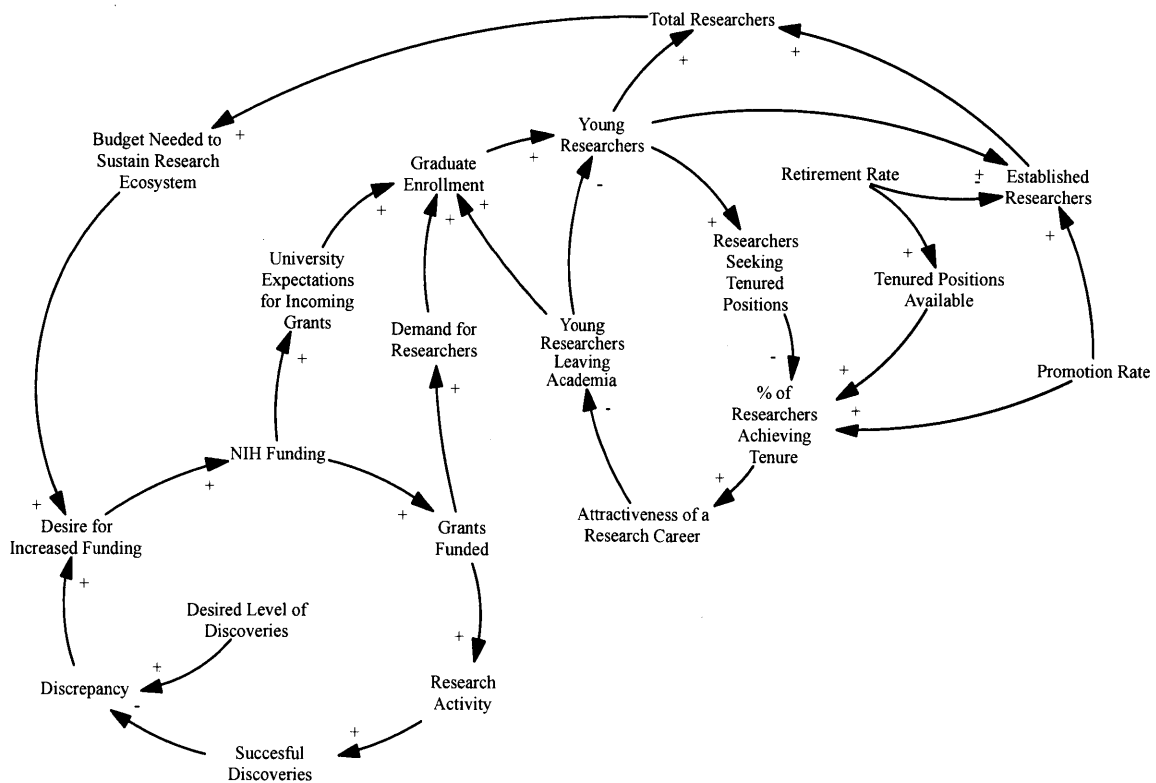 Total Researchers
+
+
Budget Needed to
Sustain Research
Ecosystem
+
Young
Researchers
+
Graduate
Enrollment
-
Retirement Rate
+
-
Established
Researchers
+
+
+
+
+
Researchers
Seeking
Tenured
Positions
+
University
Expectations
for Incoming
Grants
+
Tenured Positions
Available
Demand for
Researchers
Young
Researchers
Leaving
Academia
+
-
+
Promotion Rate
+
-
% of
Researchers
Achieving
Tenure
+
NIH Funding
+
+
+
Desire for
Increased Funding
+
Grants
Funded
Attractiveness of a
Research Career
+
Desired Level of
Discoveries
+
+
Discrepancy
-
Research
Activity
+
Succesful
Discoveries